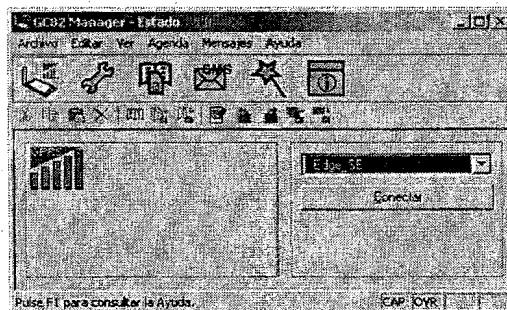 GC82 Manager - Estado
Archivo Editar Ver Agenda Mensajes Ayuda
SMS
Edge_SE
Conectar
Pulse F1 para consultar la Ayuda.
CAP OVR